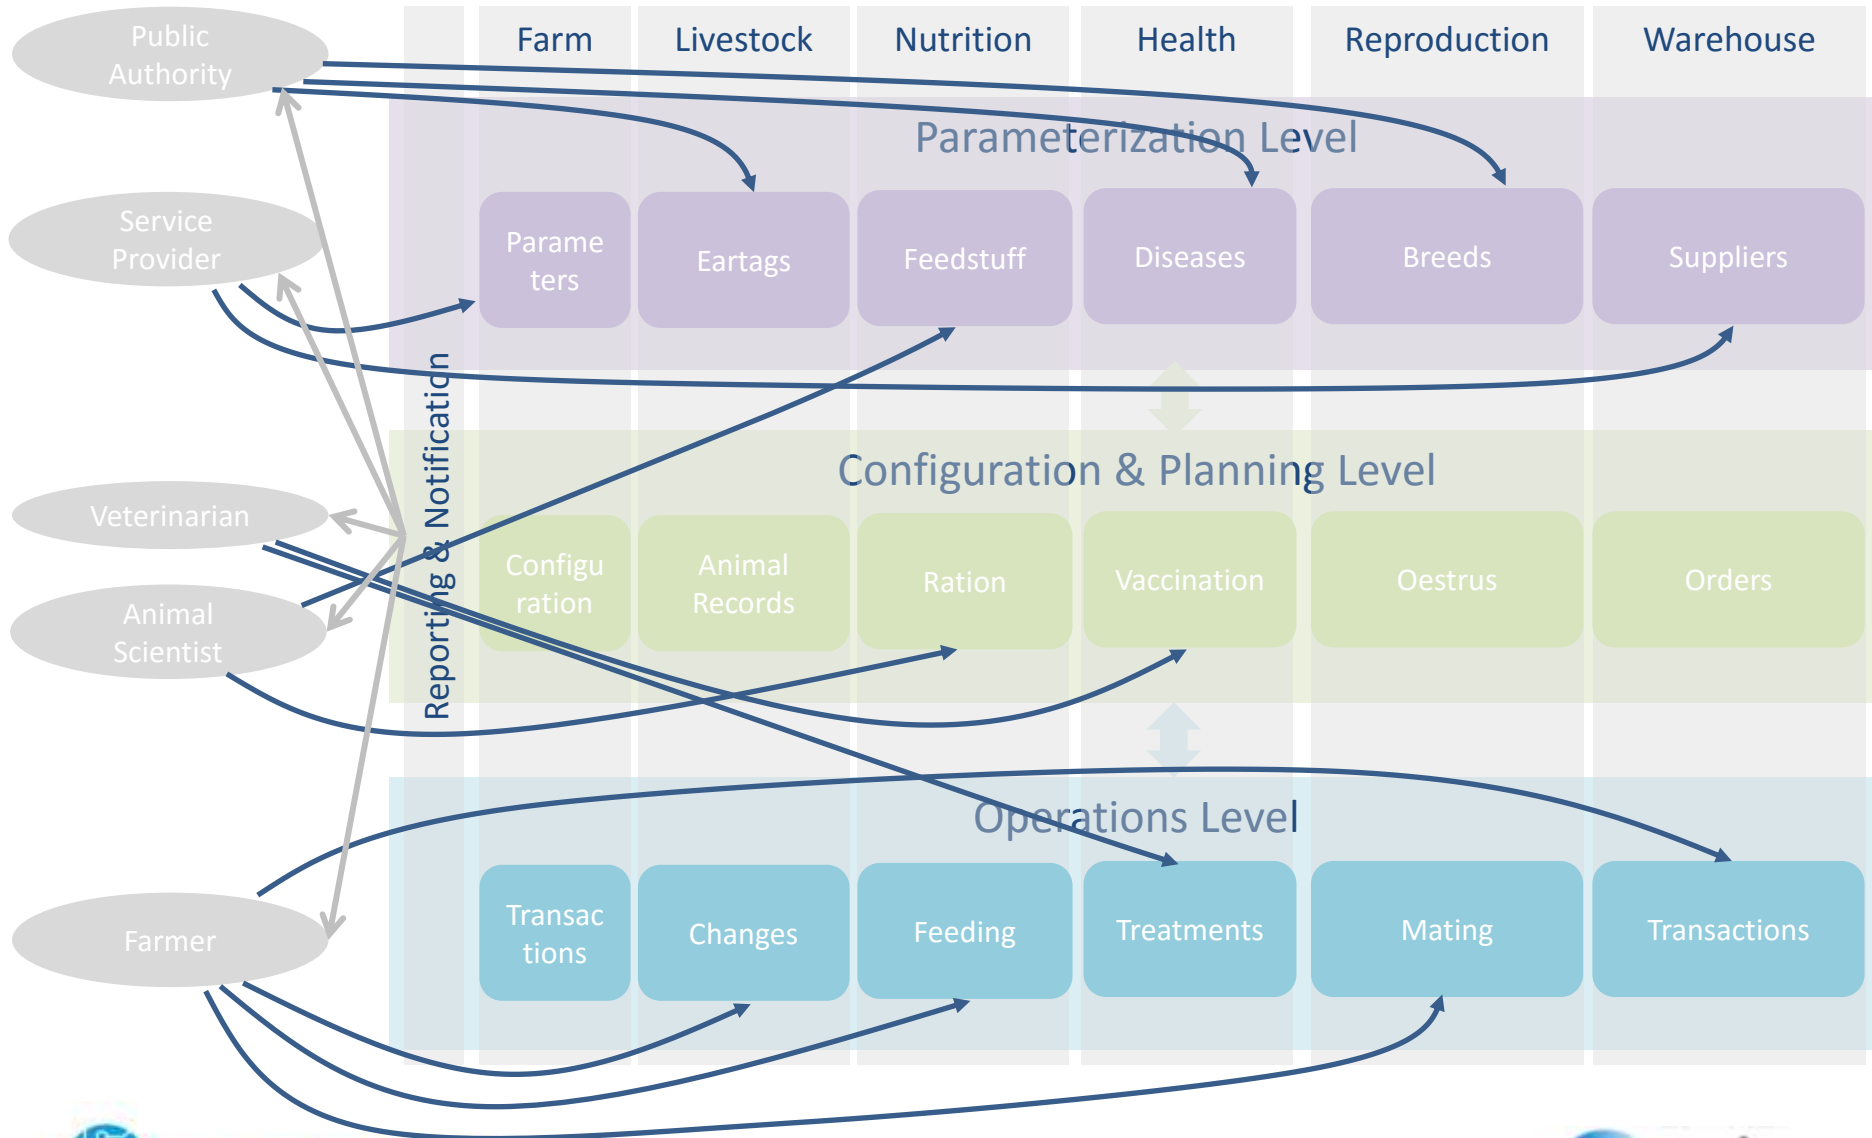 Public
Authority
Farm
Livestock
Nutrition
Health
Reproduction
Warehouse
Parameterization Level
Service
Provider
Parame
ters
Eartags
Feedstuff
Diseases
Breeds
Suppliers
Reporting & Notification
Configuration & Planning Level
Veterinarian
Configu
ration
Animal
Records
Ration
Vaccination
Oestrus
Orders
Animal
Scientist
Operations Level
Farmer
Transac
tions
Changes
Feeding
Treatments
Mating
Transactions